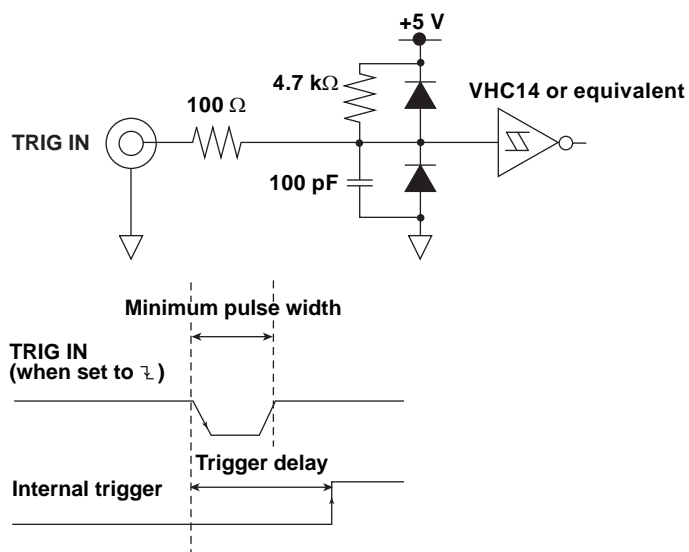 +5 V
4.7 kΩ
VHC14 or equivalent
100 Ω
TRIG IN
100 pF
Minimum pulse width
TRIG IN
(when set to )
Trigger delay
Internal trigger